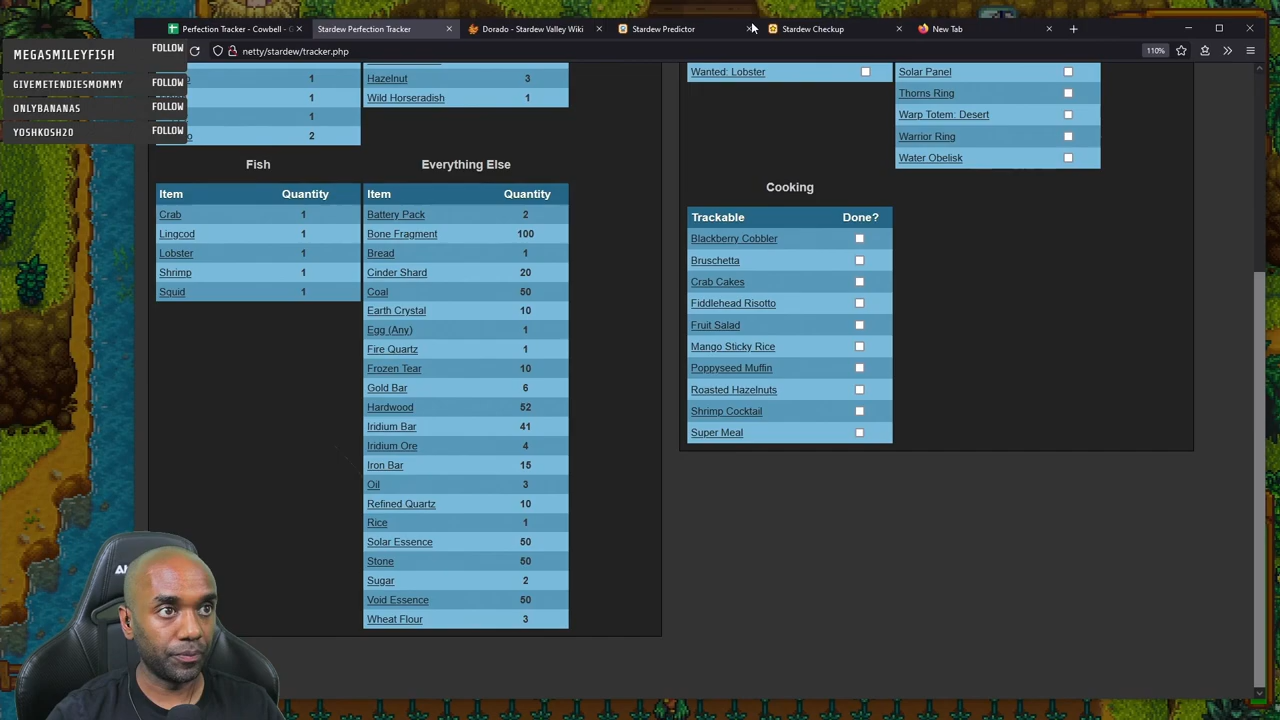 Perfection Tracker - Cowbell -
Stardew Perfection Tracker
Dorado - Stardew Valley Wiki
Stardew Predictor
Stardew Checkup
New Tab
netty/stardew/tracker.php
110%
MEGASMILEYFISH FOLLOW
GIVEMETENDIESMOMMY FOLLOW
ONLYBANANAS FOLLOW
YOSHKOSH20 FOLLOW
1
1
1
2
Hazelnut 3
Wild Horseradish 1
Fish
Item Quantity
Crab 1
Lingcod 1
Lobster 1
Shrimp 1
Squid 1
Everything Else
Item Quantity
Battery Pack 2
Bone Fragment 100
Bread 1
Cinder Shard 20
Coal 50
Earth Crystal 10
Egg (Any) 1
Fire Quartz 1
Frozen Tear 10
Gold Bar 6
Hardwood 52
Iridium Bar 41
Iridium Ore 4
Iron Bar 15
Oil 3
Refined Quartz 10
Rice 1
Solar Essence 50
Stone 50
Sugar 2
Void Essence 50
Wheat Flour 3
Wanted: Lobster
Solar Panel
Thorns Ring
Warp Totem: Desert
Warrior Ring
Water Obelisk
Cooking
Trackable Done?
Blackberry Cobbler
Bruschetta
Crab Cakes
Fiddlehead Risotto
Fruit Salad
Mango Sticky Rice
Poppyseed Muffin
Roasted Hazelnuts
Shrimp Cocktail
Super Meal